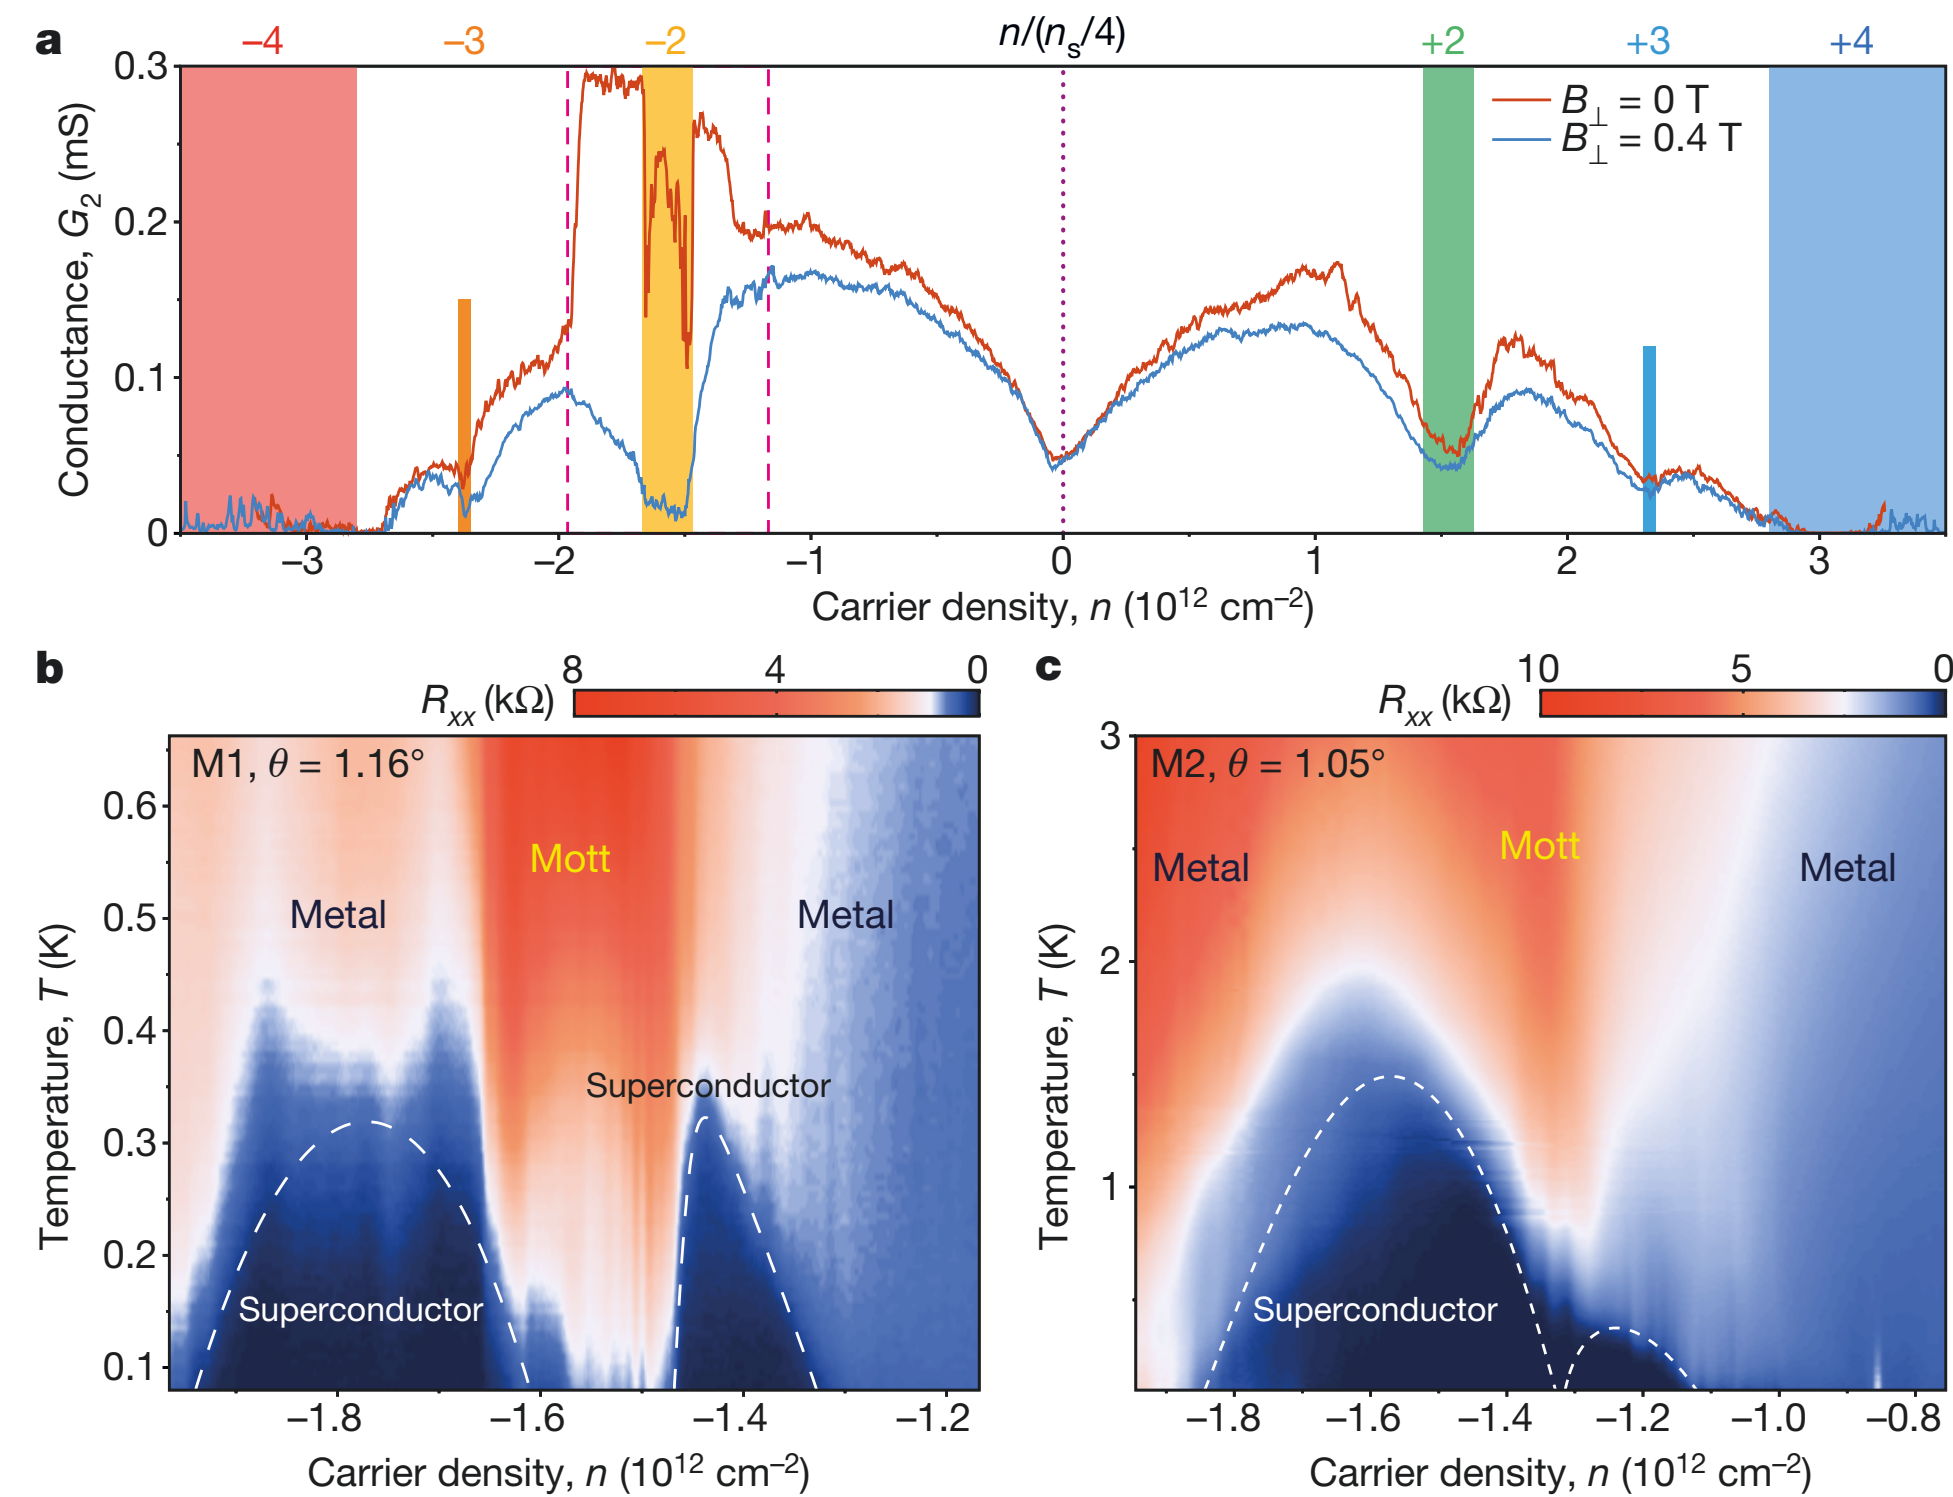 a
−4 −3 −2 n/(ns/4) +2 +3 +4
B⊥ = 0 T
B⊥ = 0.4 T
Conductance, G2 (mS)
0.3
0.2
0.1
0
−3 −2 −1 0 1 2 3
Carrier density, n (10¹² cm⁻²)
b
8 4 0
Rxx (kΩ)
M1, θ = 1.16°
Mott
Metal
Metal
Superconductor
Superconductor
Temperature, T (K)
0.6
0.5
0.4
0.3
0.2
0.1
−1.8 −1.6 −1.4 −1.2
Carrier density, n (10¹² cm⁻²)
c
10 5 0
Rxx (kΩ)
M2, θ = 1.05°
Mott
Metal
Metal
Superconductor
Temperature, T (K)
3
2
1
−1.8 −1.6 −1.4 −1.2 −1.0 −0.8
Carrier density, n (10¹² cm⁻²)